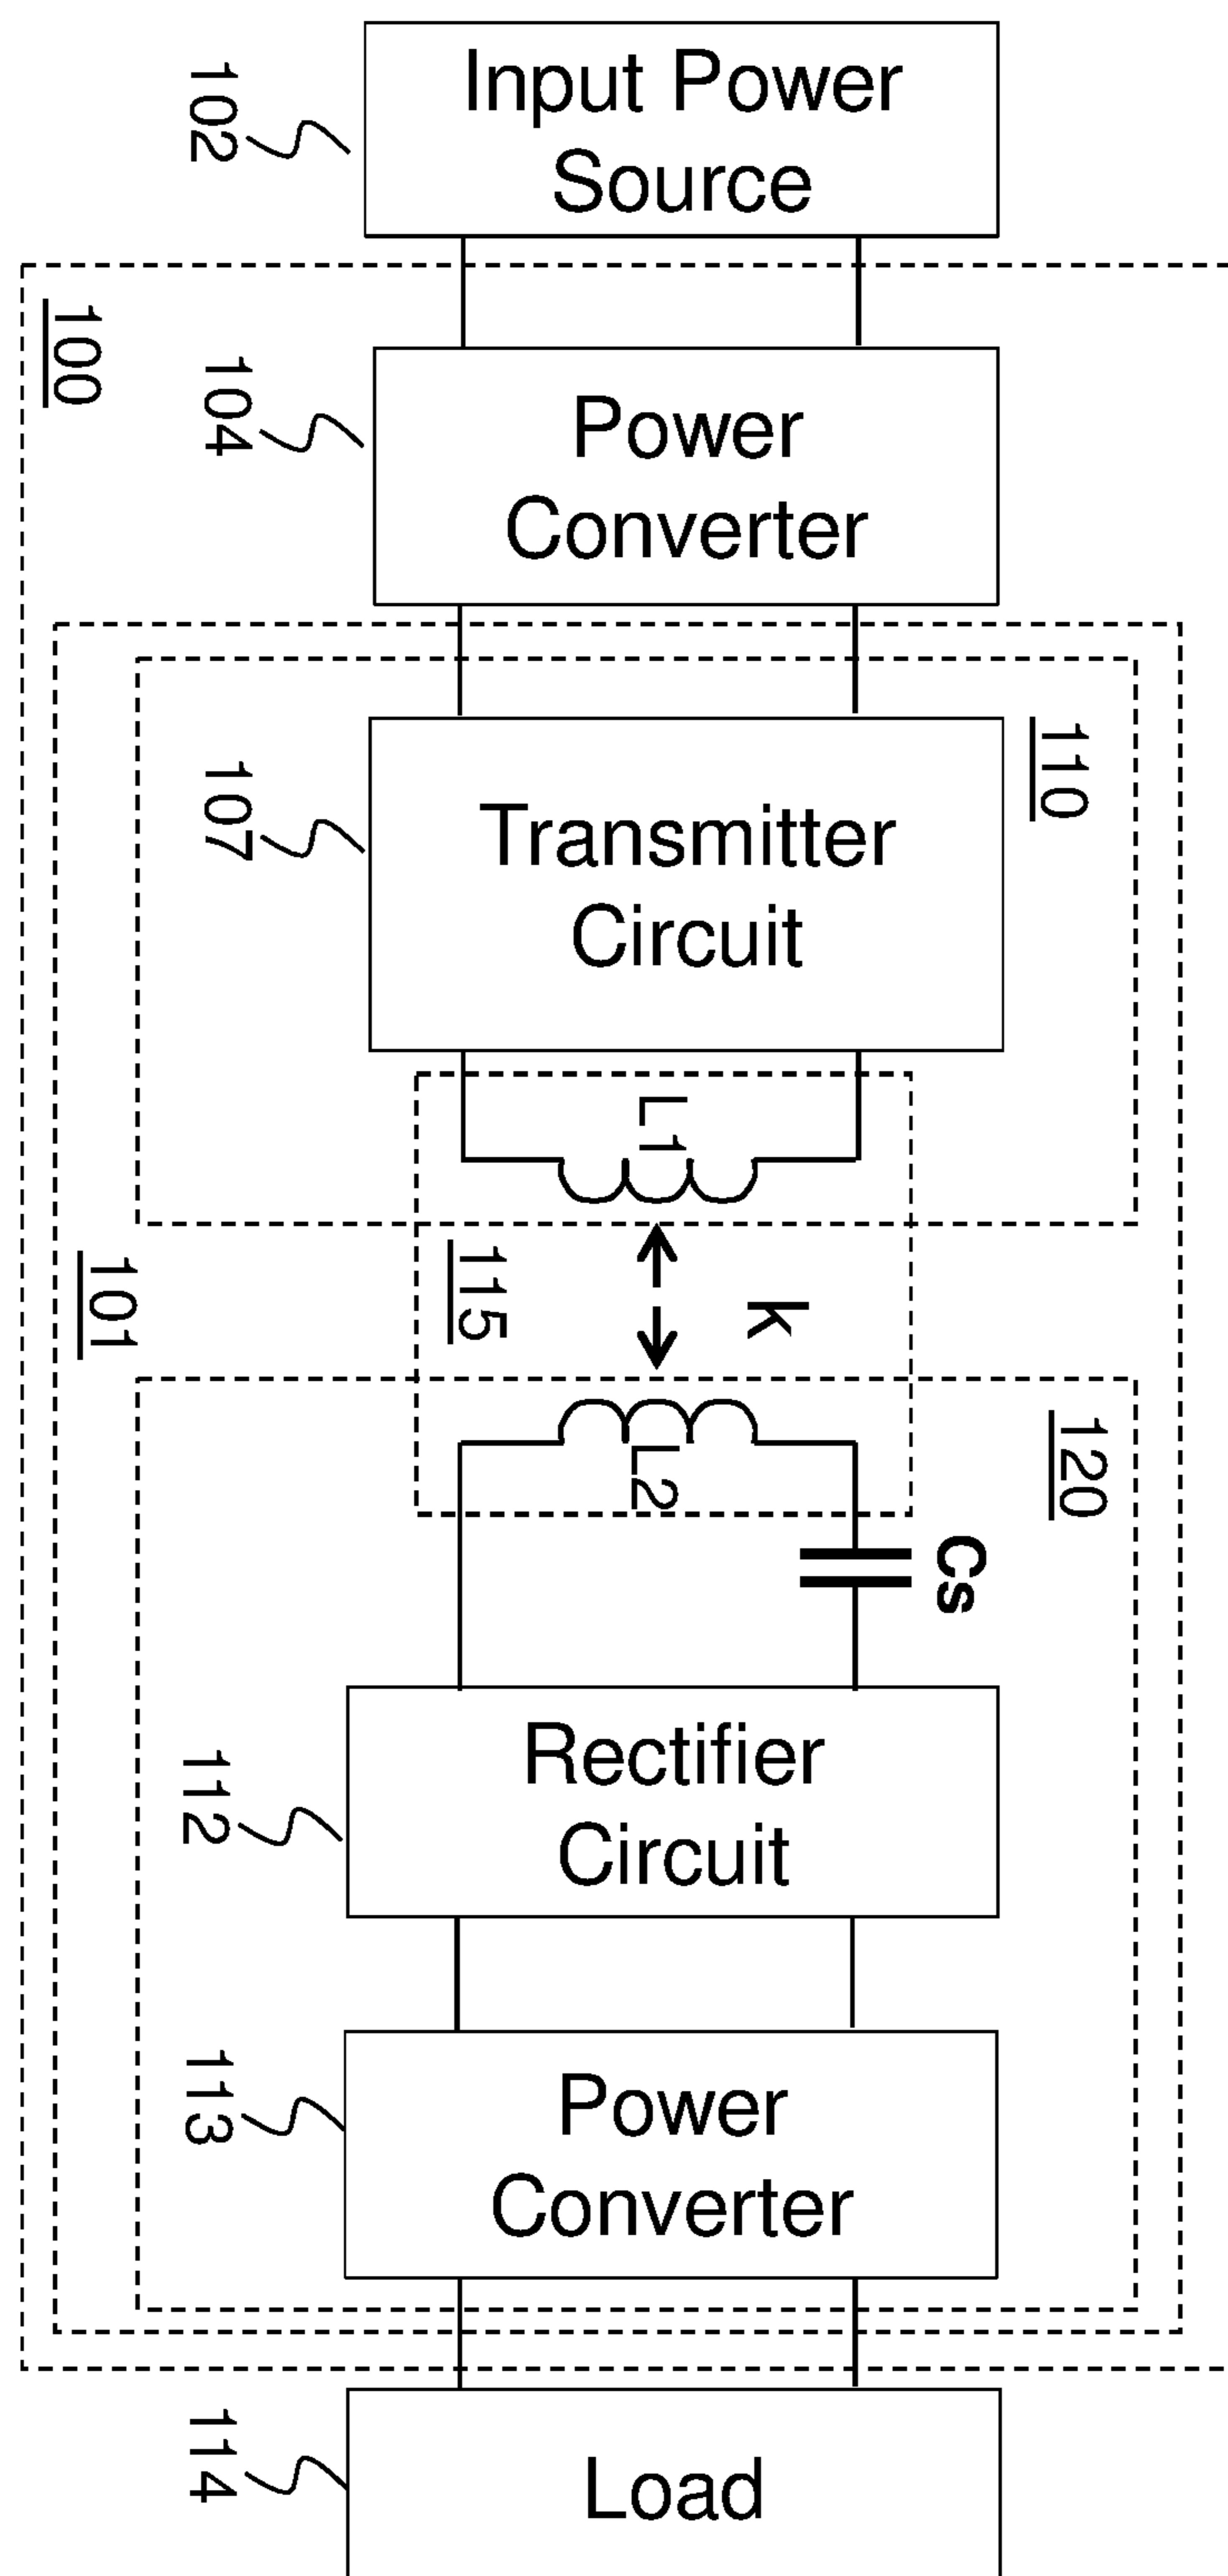 Input Power
Source
102
100
Power
Converter
104
110
Transmitter
Circuit
107
L1
k
115
101
L2
120
Cs
Rectifier
Circuit
112
Power
Converter
113
Load
114